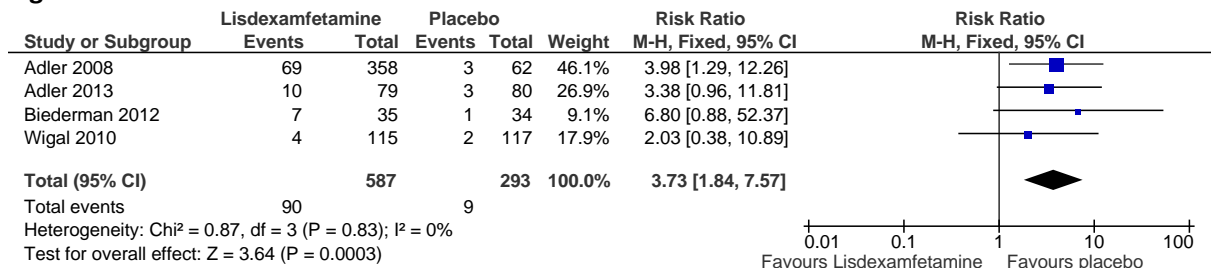 Lisdexamfetamine Placebo Risk Ratio Risk Ratio
Study or Subgroup Events Total Events Total Weight M-H, Fixed, 95% CI M-H, Fixed, 95% CI
Adler 2008 69 358 3 62 46.1% 3.98 [1.29, 12.26]
Adler 2013 10 79 3 80 26.9% 3.38 [0.96, 11.81]
Biederman 2012 7 35 1 34 9.1% 6.80 [0.88, 52.37]
Wigal 2010 4 115 2 117 17.9% 2.03 [0.38, 10.89]
Total (95% CI) 587 293 100.0% 3.73 [1.84, 7.57]
Total events 90 9
Heterogeneity: Chi² = 0.87, df = 3 (P = 0.83); I² = 0%
Test for overall effect: Z = 3.64 (P = 0.0003)
0.01 0.1 1 10 100
Favours Lisdexamfetamine Favours placebo